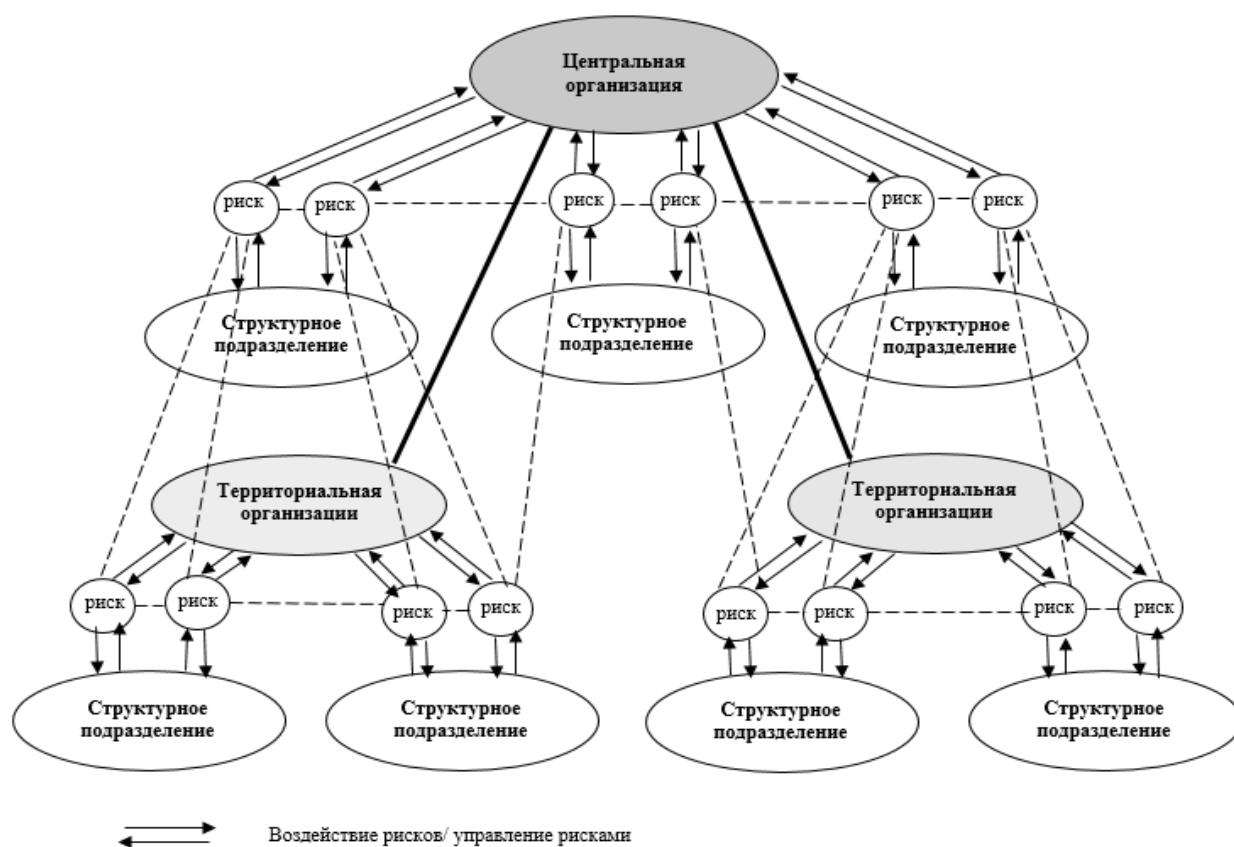 Центральная
организация
риск
риск
риск
риск
риск
риск
Структурное
подразделение
Структурное
подразделение
Структурное
подразделение
Территориальная
организации
Территориальная
организации
риск
риск
риск
риск
риск
риск
риск
риск
Структурное
подразделение
Структурное
подразделение
Структурное
подразделение
Структурное
подразделение
Воздействие рисков/ управление рисками